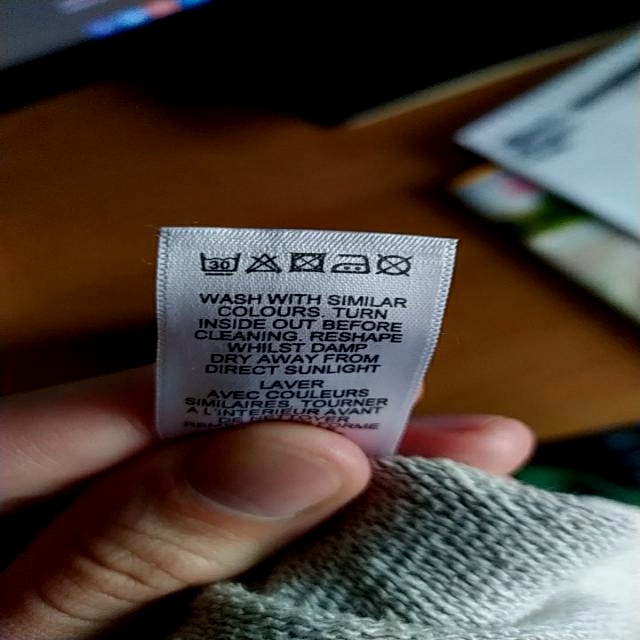 30
WASH WITH SIMILAR
COLOURS, TURN
INSIDE OUT BEFORE
CLEANING, RESHAPE
WHILST DAMP
DRY AWAY FROM
DIRECT SUNLIGHT
LAVER
AVEC COULEURS
SIMILAIRES, TOURNER
A L'INTERIEUR AVANT